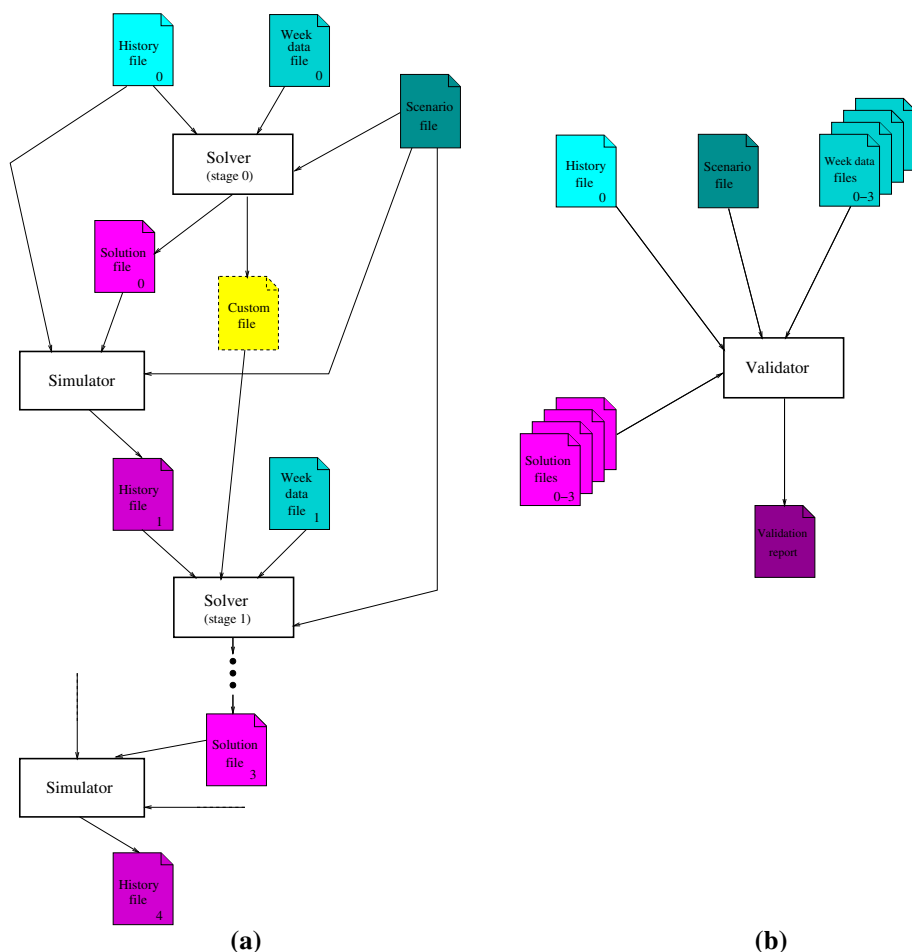 History
file
0
Week
data
file
0
Scenario
file
Solver
(stage 0)
Solution
file
0
Custom
file
Simulator
History
file
1
Week
data
file
1
Solver
(stage 1)
Solution
file
3
Simulator
History
file
4
(a)
History
file
0
Scenario
file
Week data
files
0–3
Validator
Solution
files
0–3
Validation
report
(b)